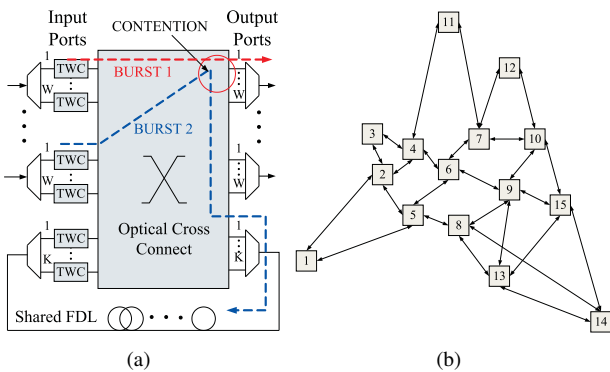 Input
Ports
CONTENTION
Output
Ports
1
TWC
BURST 1
1
W
TWC
W
BURST 2
1
TWC
1
W
TWC
W
Optical Cross
Connect
1
TWC
1
K
TWC
K
Shared FDL
(a)
11
12
3
4
7
10
2
6
9
5
8
15
1
13
14
(b)